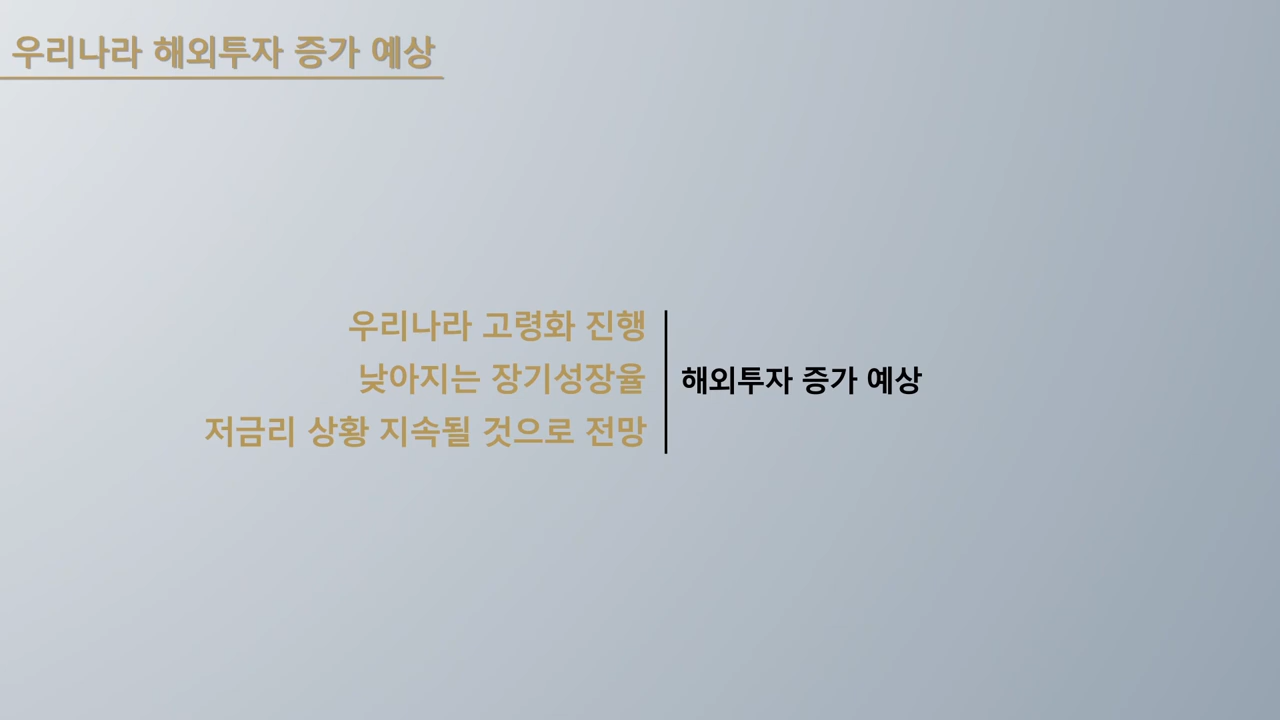 우리나라 해외투자 증가 예상
우리나라 고령화 진행
낮아지는 장기성장율
저금리 상황 지속될 것으로 전망
해외투자 증가 예상